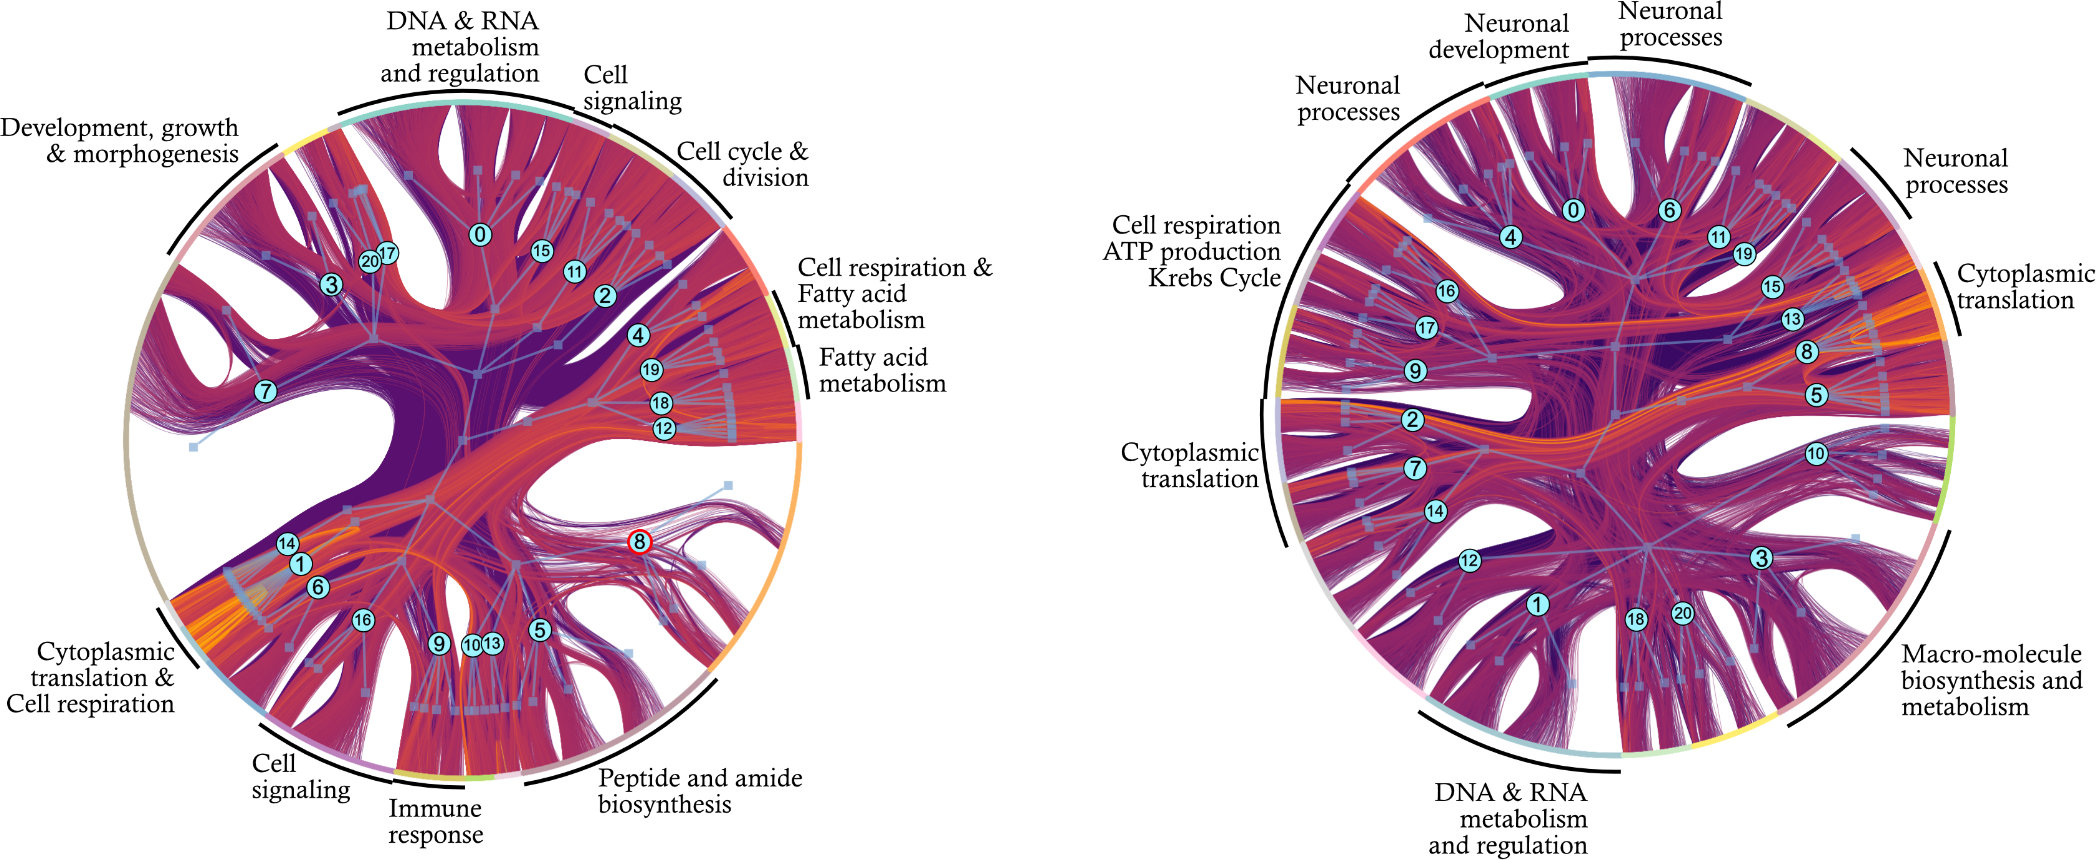 DNA & RNA
metabolism
and regulation
Cell
signaling
Development, growth
& morphogenesis
Cell cycle &
division
Cell respiration &
Fatty acid
metabolism
Fatty acid
metabolism
Cytoplasmic
translation &
Cell respiration
Cell
signaling
Immune
response
Peptide and amide
biosynthesis
0
15
11
2
17
20
3
7
4
19
18
12
8
14
1
6
16
9
10
13
5
Neuronal
development
Neuronal
processes
Neuronal
processes
Neuronal
processes
Cell respiration
ATP production
Krebs Cycle
Cytoplasmic
translation
Cytoplasmic
translation
Macro-molecule
biosynthesis and
metabolism
DNA & RNA
metabolism
and regulation
0
6
4
11
19
15
16
13
17
8
9
5
2
10
7
14
12
3
1
18
20